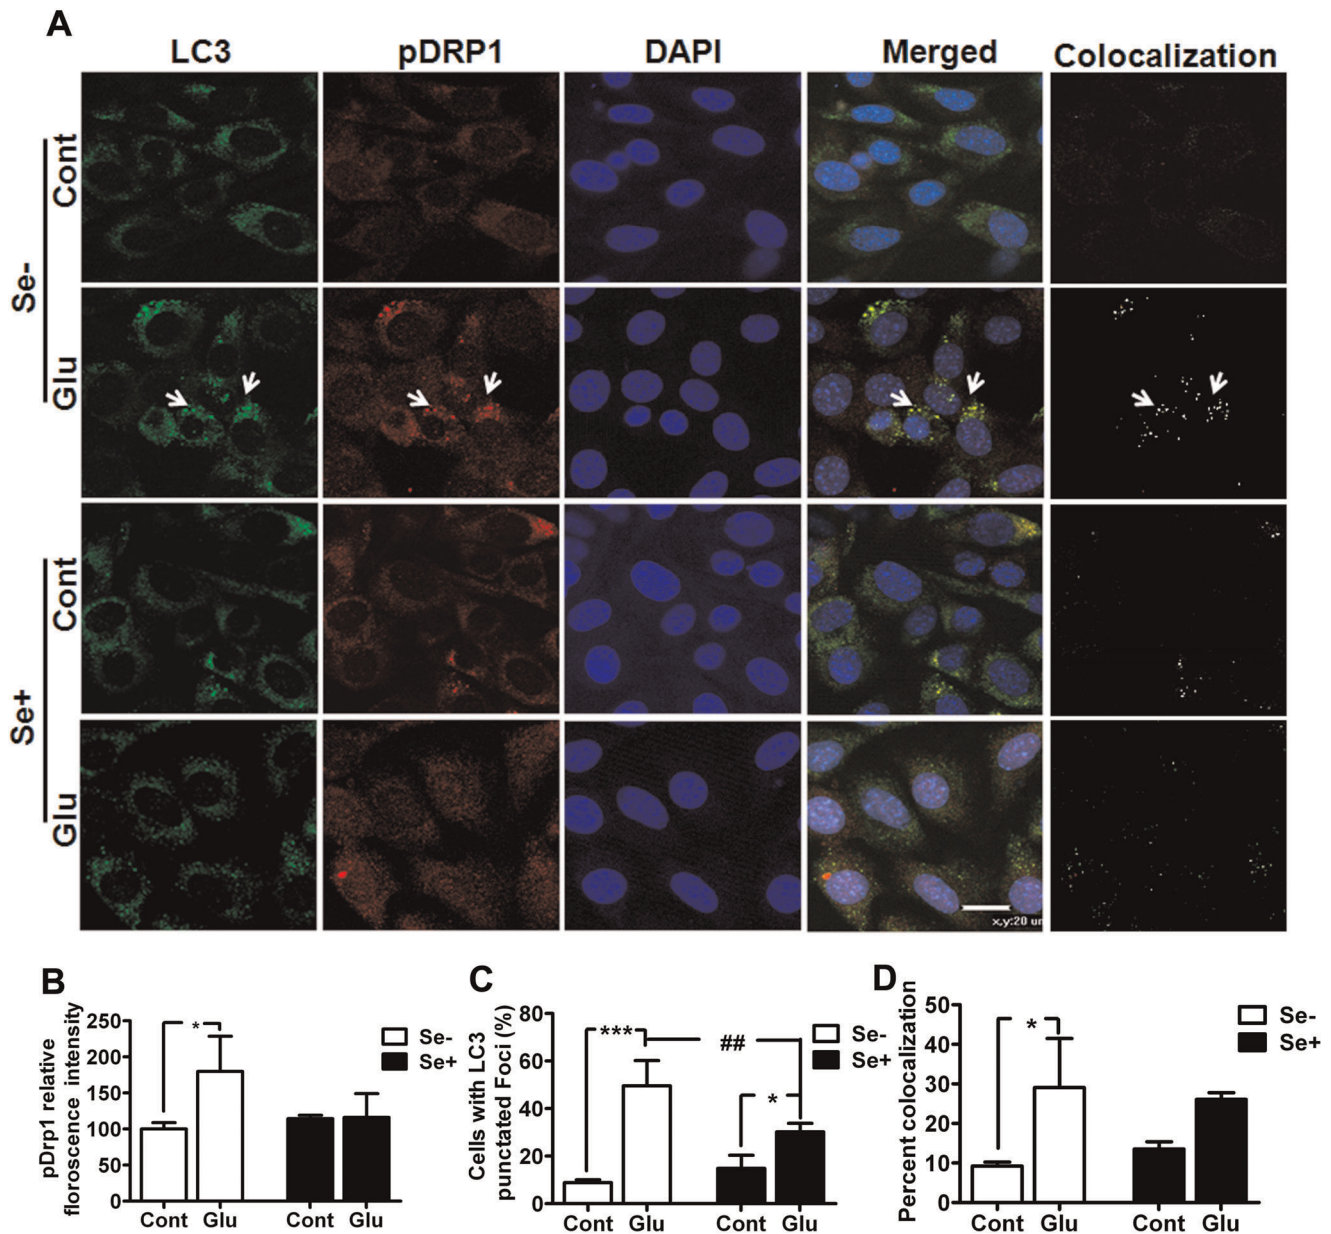 A
LC3 pDRP1 DAPI Merged Colocalization
Se-
Cont
Glu
Se+
Cont
Glu
x,y:20 um
B
pDrp1 relative
floroscence intensity
250
200
150
100
50
0
*
Se-
Se+
Cont Glu Cont Glu
C
Cells with LC3
punctated Foci (%)
80
60
40
20
0
***
##
*
Se-
Se+
Cont Glu Cont Glu
D
Percent colocalization
50
40
30
20
10
0
*
Se-
Se+
Cont Glu Cont Glu